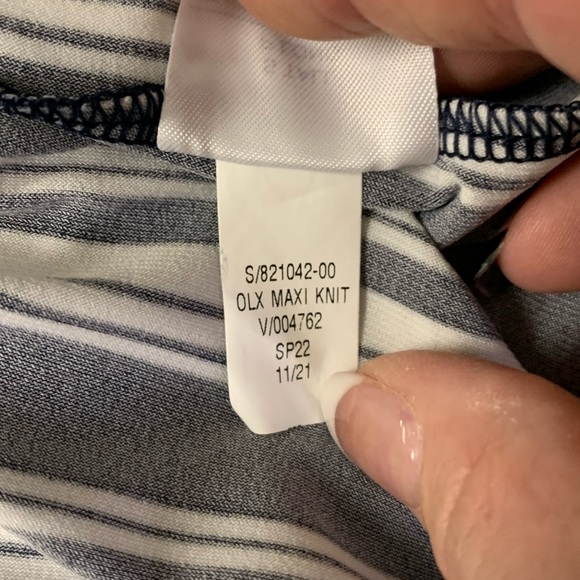 S/821042-00
OLX MAXI KNIT
V/004762
SP22
11/21